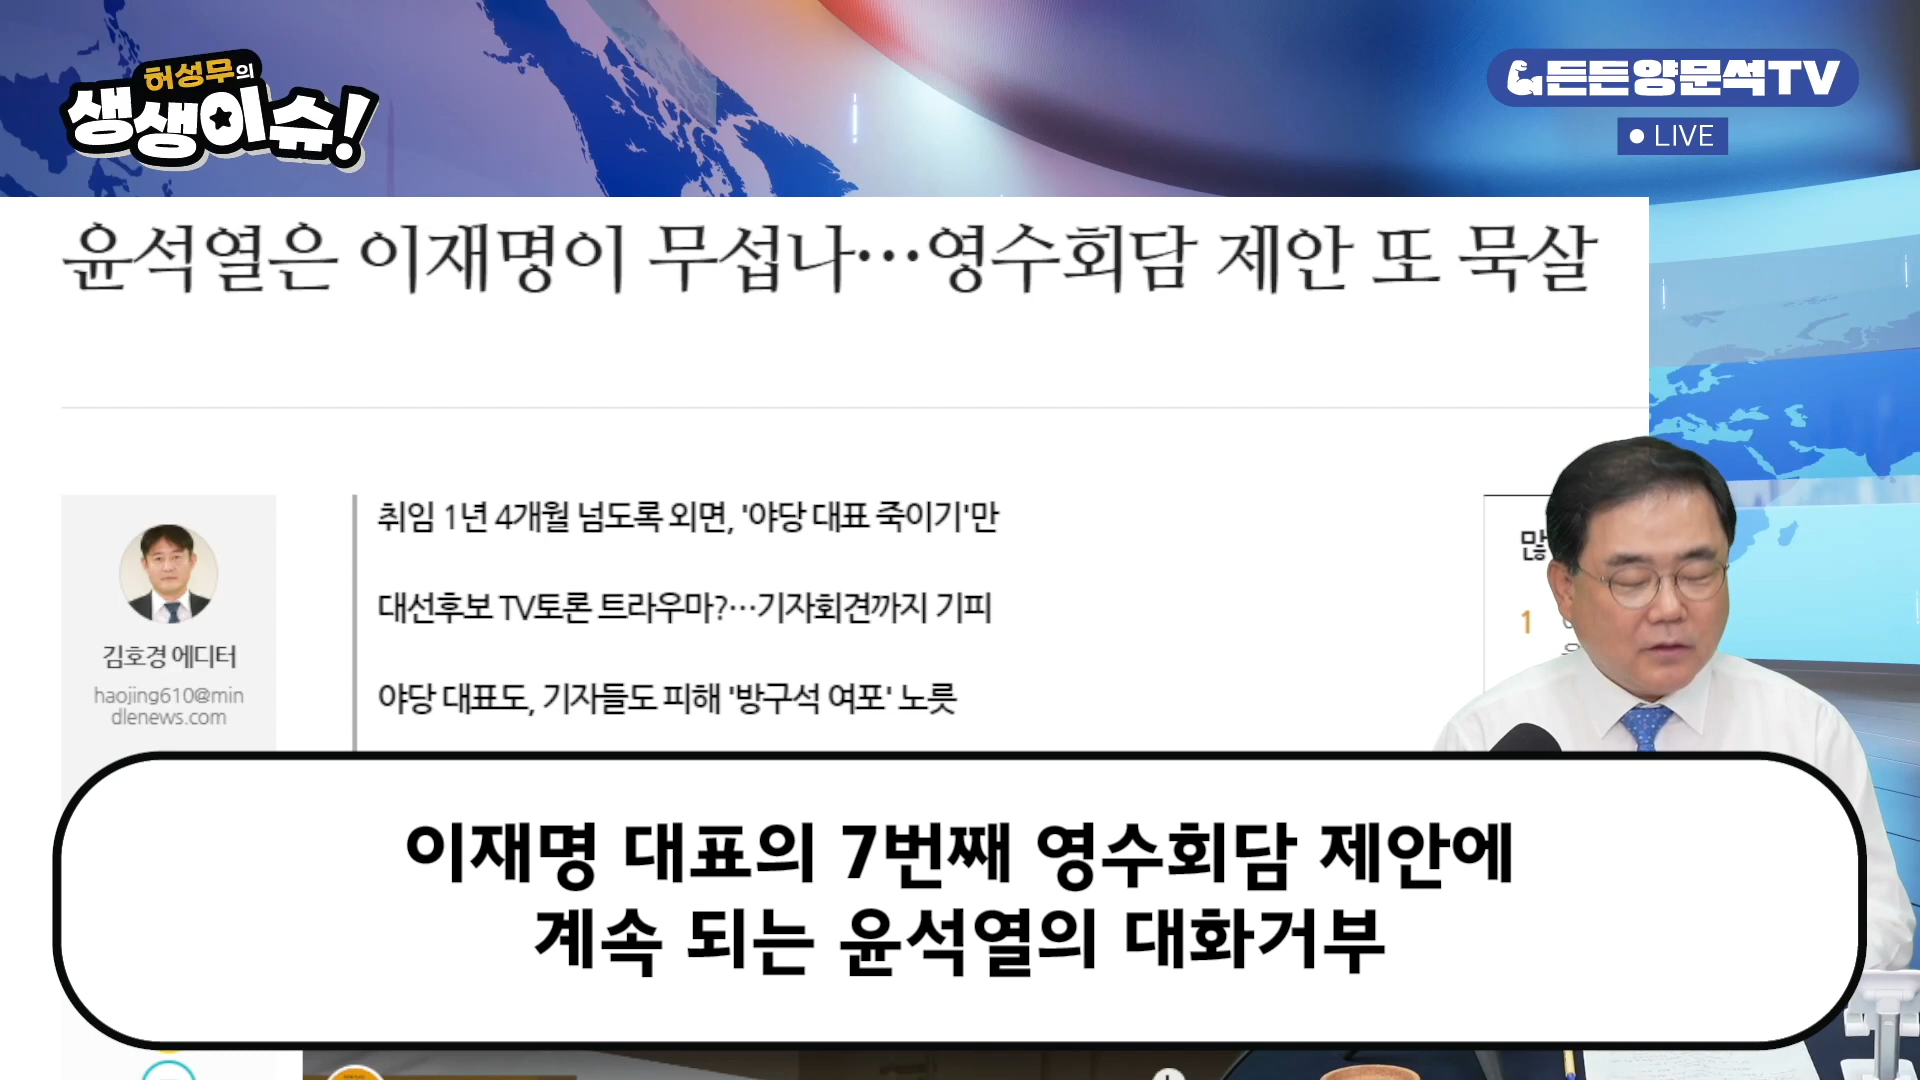 허성무의
생생이슈!
든든양문석TV
LIVE
윤석열은 이재명이 무섭나…영수회담 제안 또 묵살
취임 1년 4개월 넘도록 외면, '야당 대표 죽이기'만
대선후보 TV토론 트라우마?…기자회견까지 기피
야당 대표도, 기자들도 피해 '방구석 여포' 노릇
김호경 에디터
haojing610@min
dlenews.com
많
1
이재명 대표의 7번째 영수회담 제안에
계속 되는 윤석열의 대화거부